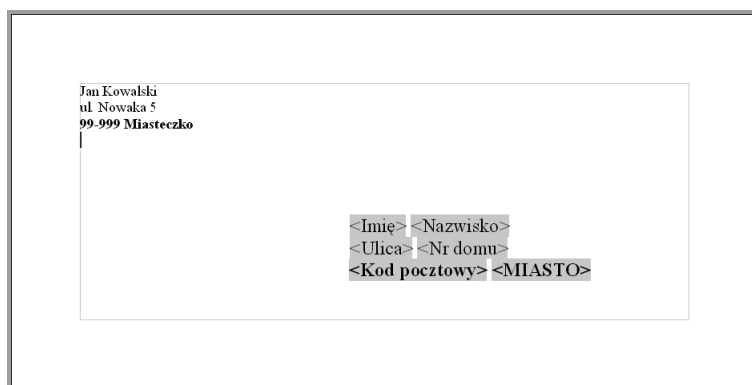 Jan Kowalski
ul. Nowaka 5
99-999 Miasteczko
<Imię> <Nazwisko>
<Ulica> <Nr domu>
<Kod pocztowy> <MIASTO>